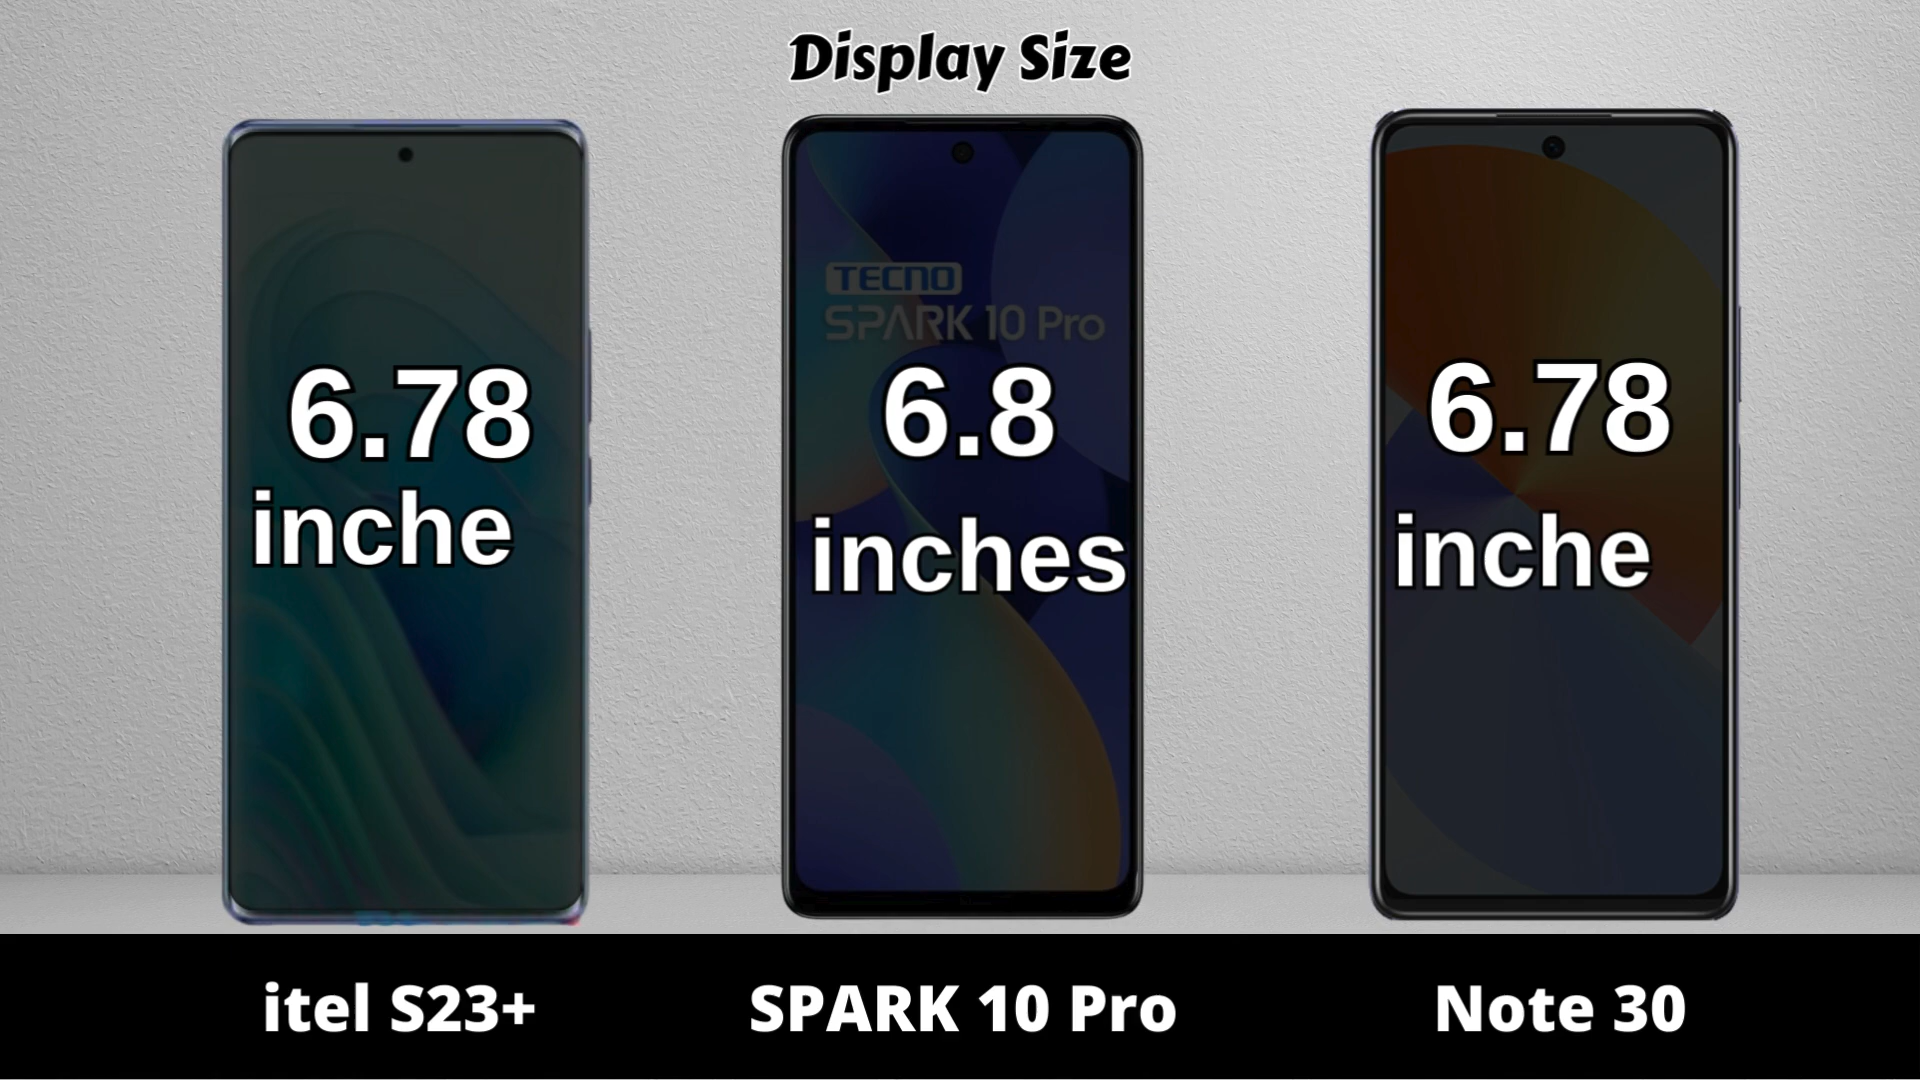 Display Size
TECNO
SPARK 10 Pro
6.78
inche
6.8
inches
6.78
inche
itel S23+
SPARK 10 Pro
Note 30